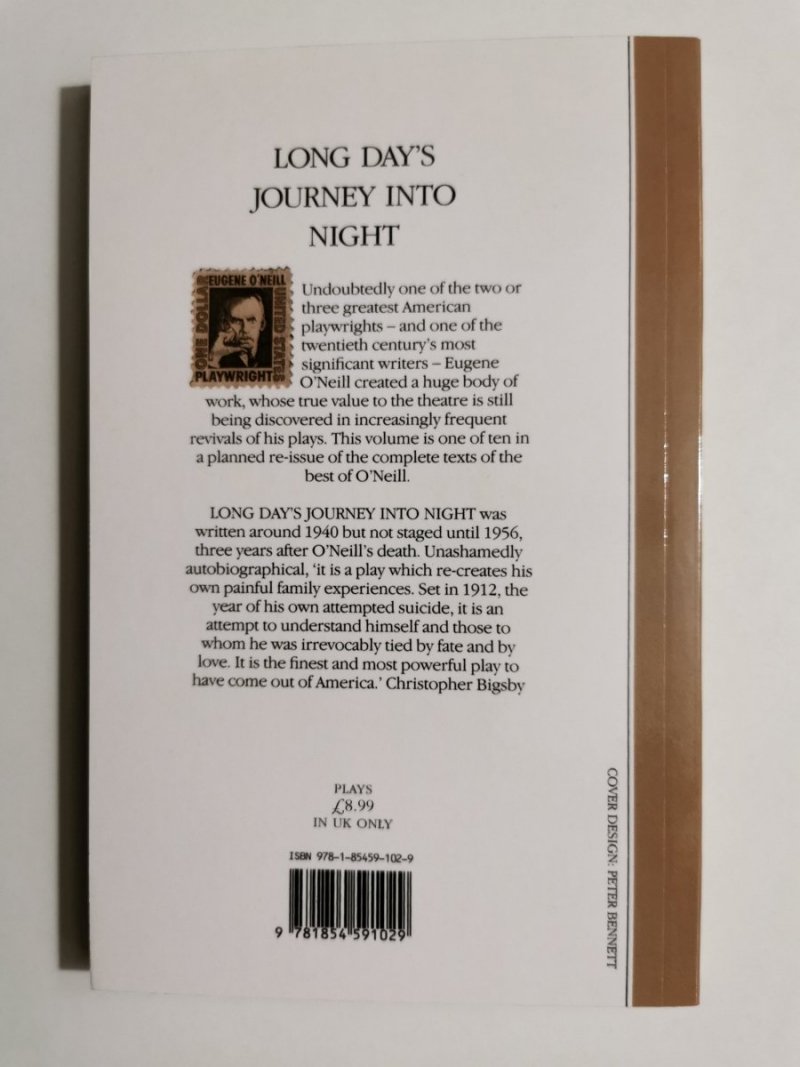 LONG DAY'S
JOURNEY INTO
NIGHT
EUGENE O'NEILL
ONE DOLLAR
UNITED STATES
PLAYWRIGHT
Undoubtedly one of the two or
three greatest American
playwrights – and one of the
twentieth century's most
significant writers – Eugene
O'Neill created a huge body of
work, whose true value to the theatre is still
being discovered in increasingly frequent
revivals of his plays. This volume is one of ten in
a planned re-issue of the complete texts of the
best of O'Neill.
LONG DAY'S JOURNEY INTO NIGHT was
written around 1940 but not staged until 1956,
three years after O'Neill's death. Unashamedly
autobiographical, 'it is a play which re-creates his
own painful family experiences. Set in 1912, the
year of his own attempted suicide, it is an
attempt to understand himself and those to
whom he was irrevocably tied by fate and by
love. It is the finest and most powerful play to
have come out of America.' Christopher Bigsby
PLAYS
£8.99
IN UK ONLY
ISBN 978-1-85459-102-9
9 781854 591029
COVER DESIGN: PETER BENNETT